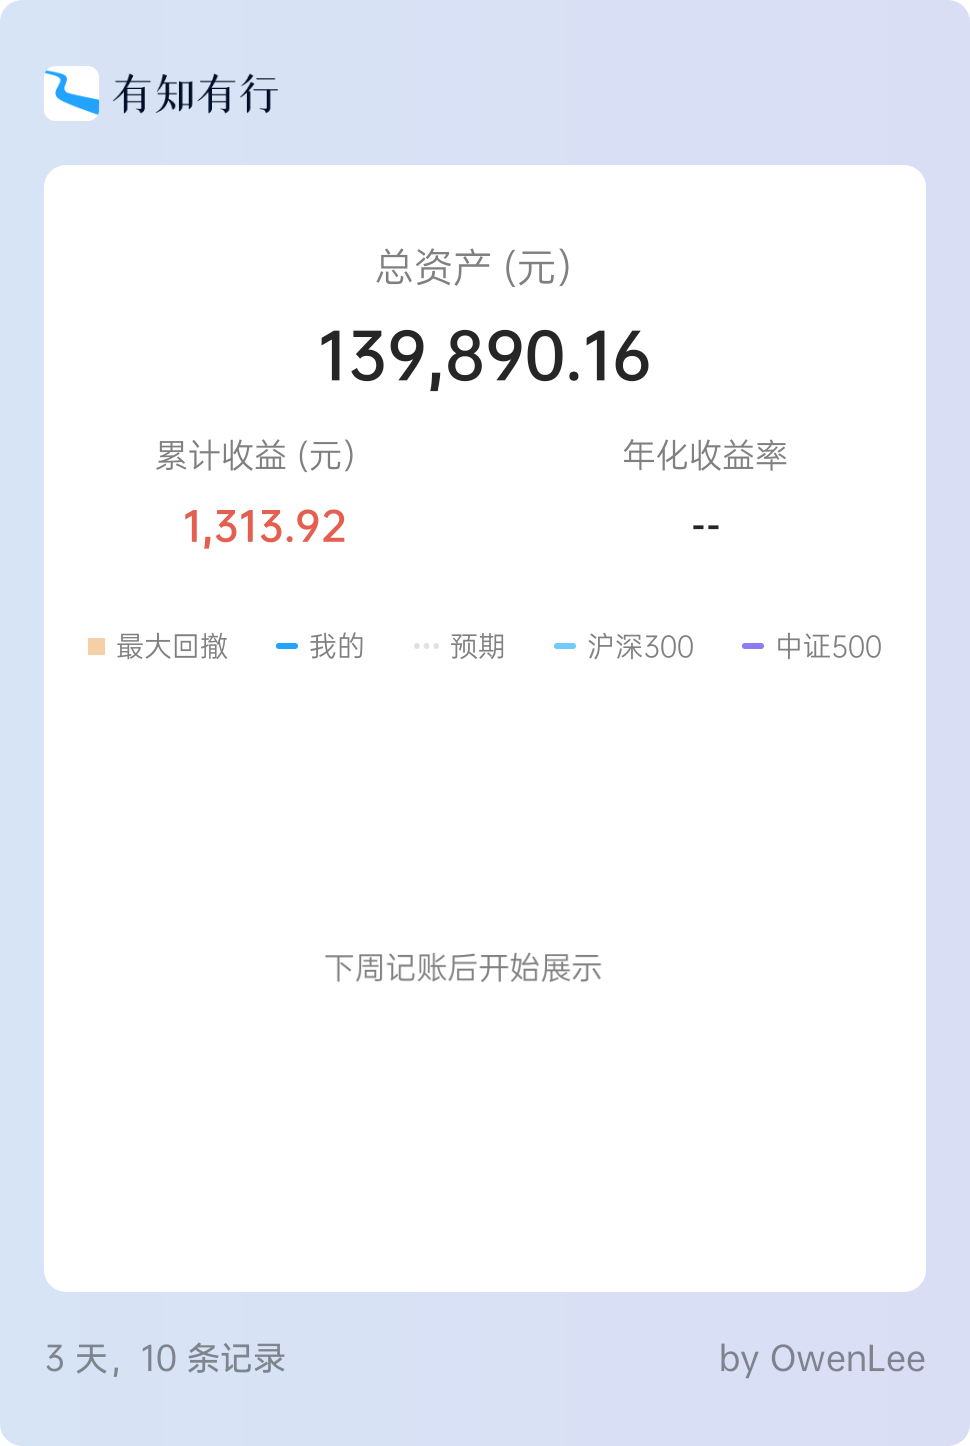 有知有行
总资产 (元)
139,890.16
累计收益 (元) 年化收益率
1,313.92 --
最大回撤 我的 预期 沪深300 中证500
下周记账后开始展示
3 天，10 条记录 by OwenLee